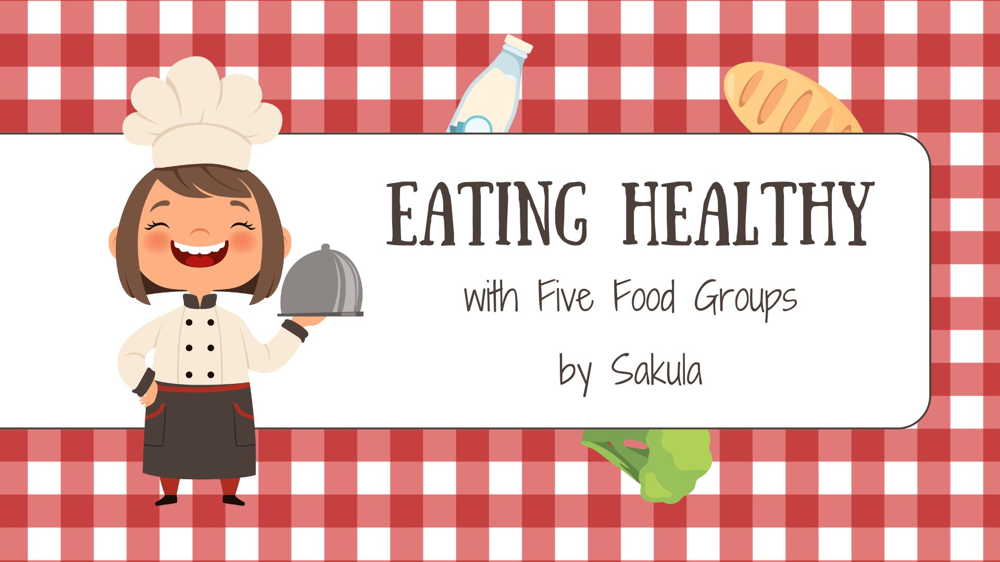 EATING HEALTHY
with Five Food Groups
by Sakula